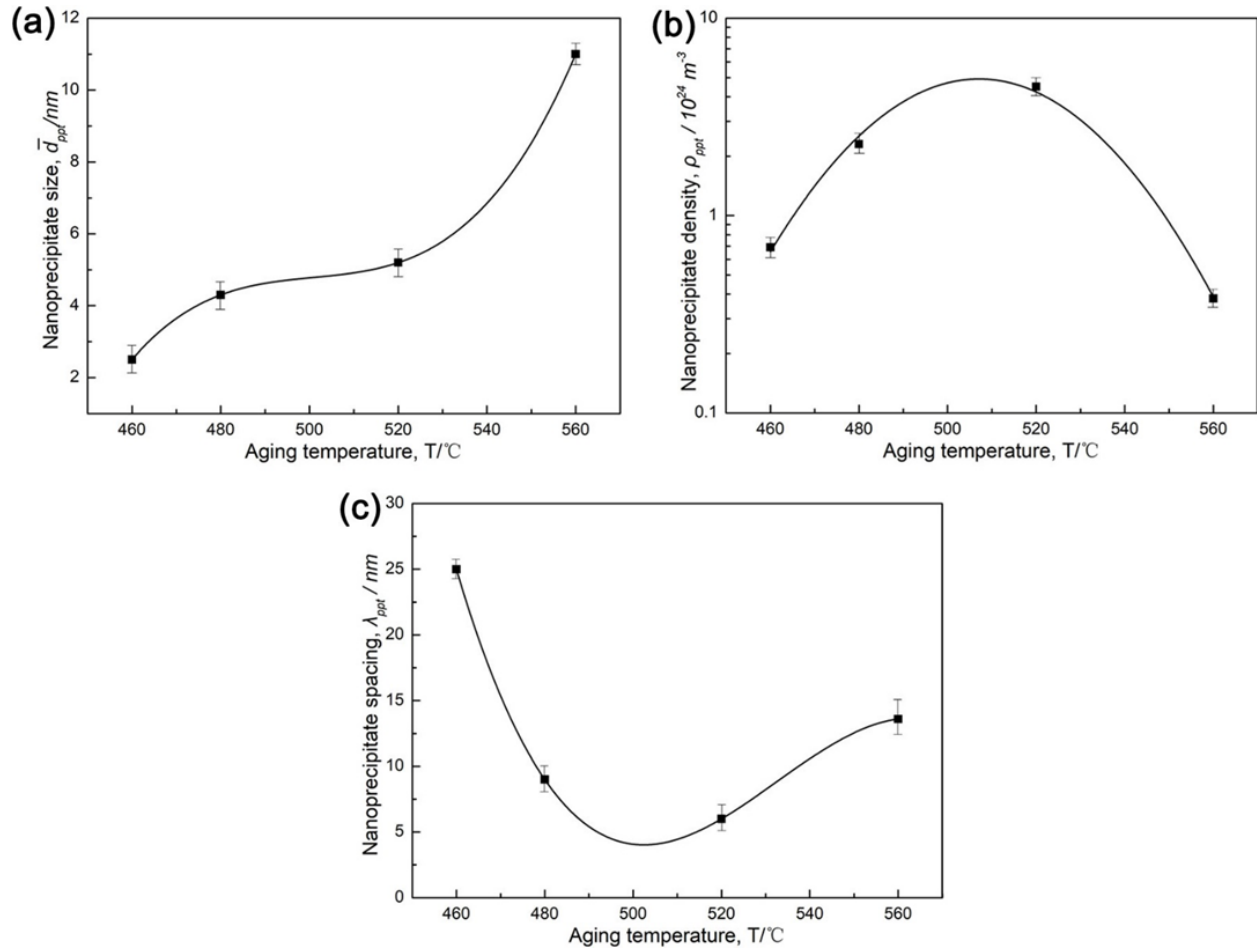 (a)
12
10
8
6
4
2
Nanoprecipitate size, d̅ppt/nm
460 480 500 520 540 560
Aging temperature, T/℃
(b)
10
1
0.1
Nanoprecipitate density, ρppt / 10²⁴ m⁻³
460 480 500 520 540 560
Aging temperature, T/℃
(c)
30
25
20
15
10
5
0
Nanoprecipitate spacing, λppt / nm
460 480 500 520 540 560
Aging temperature, T/℃